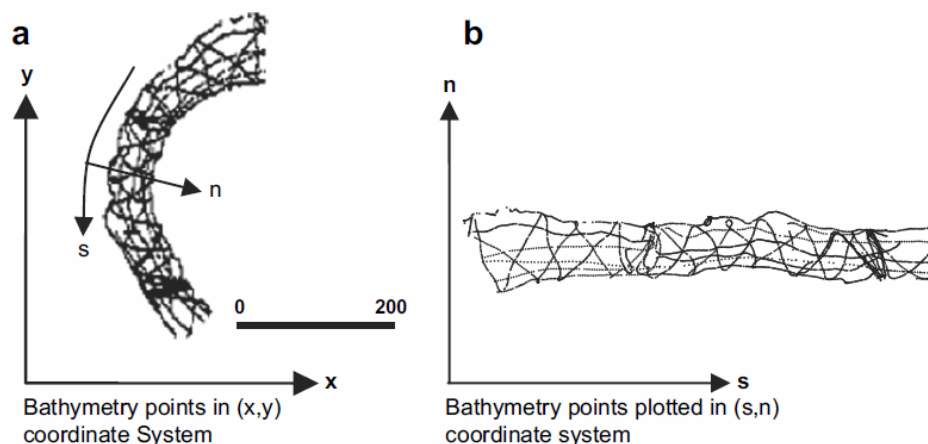 a
y
n
s
0 200
x
Bathymetry points in (x,y)
coordinate System
b
n
s
Bathymetry points plotted in (s,n)
coordinate system